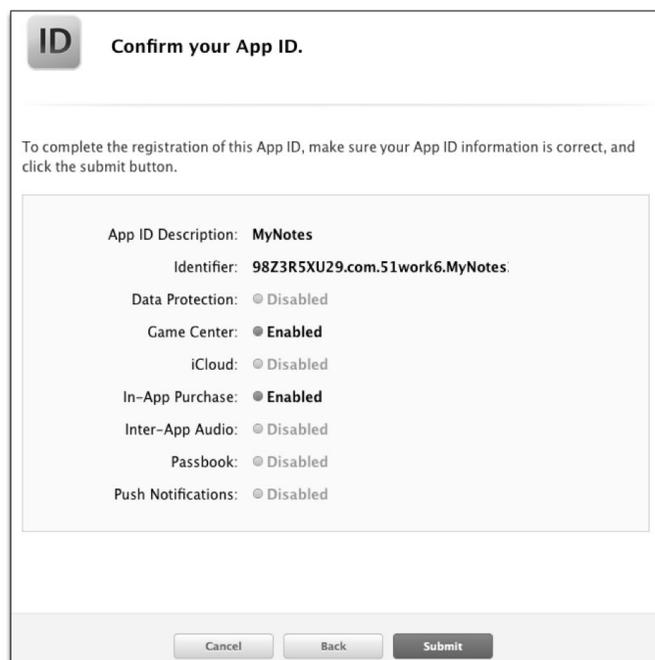 ID
Confirm your App ID.
To complete the registration of this App ID, make sure your App ID information is correct, and
click the submit button.
App ID Description: MyNotes
Identifier: 98Z3R5XU29.com.51work6.MyNotes
Data Protection: Disabled
Game Center: Enabled
iCloud: Disabled
In-App Purchase: Enabled
Inter-App Audio: Disabled
Passbook: Disabled
Push Notifications: Disabled
Cancel Back Submit